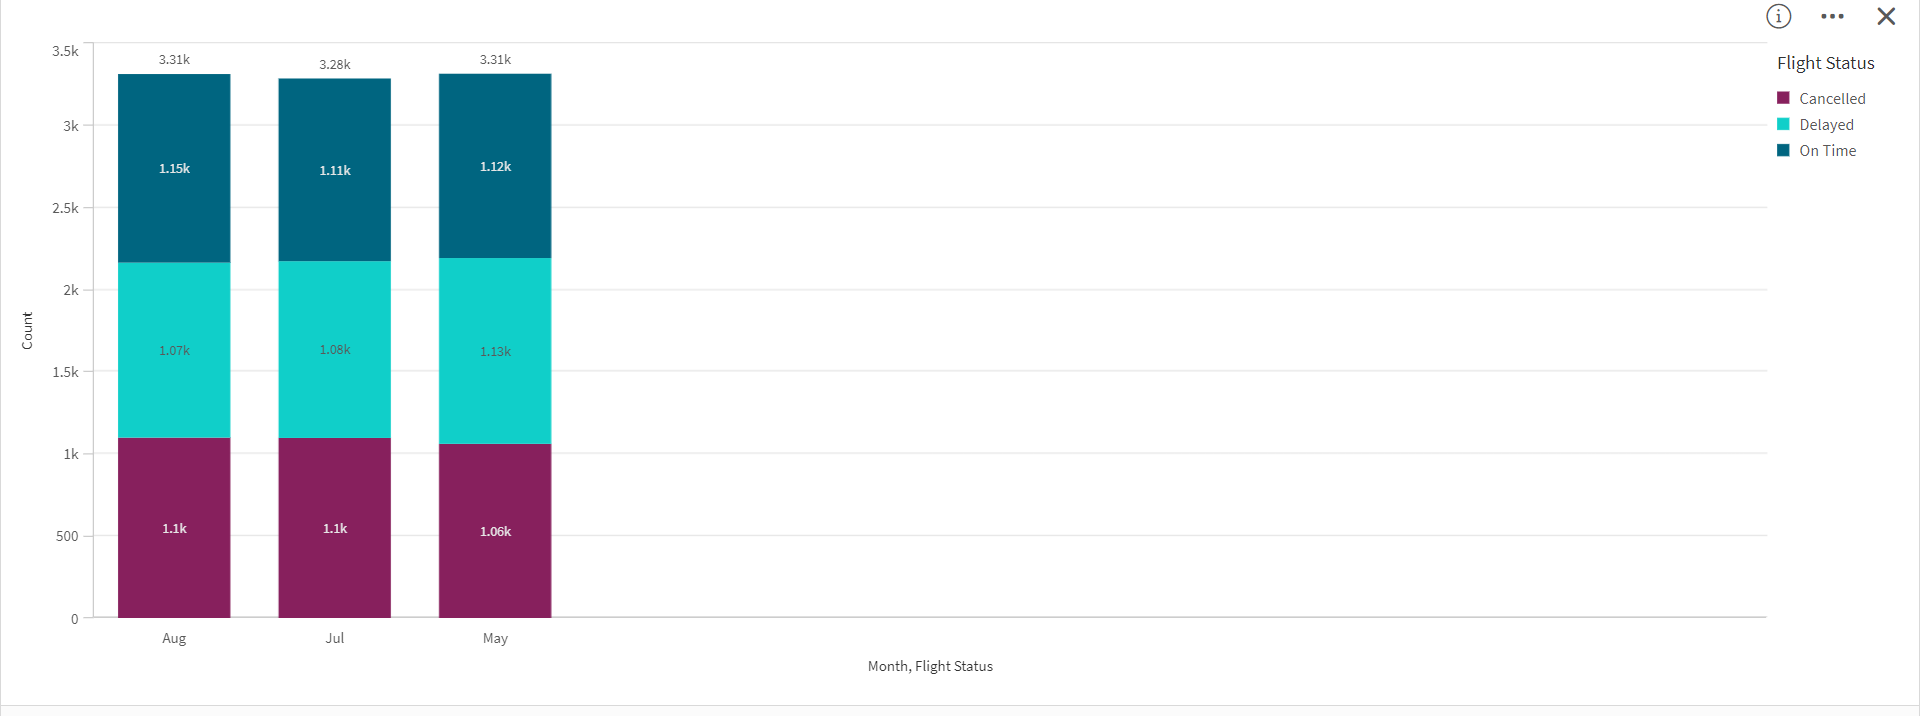 Flight Status
Cancelled
Delayed
On Time
3.5k
3k
2.5k
2k
1.5k
1k
500
0
Count
3.31k
3.28k
3.31k
1.15k
1.11k
1.12k
1.07k
1.08k
1.13k
1.1k
1.1k
1.06k
Aug
Jul
May
Month, Flight Status